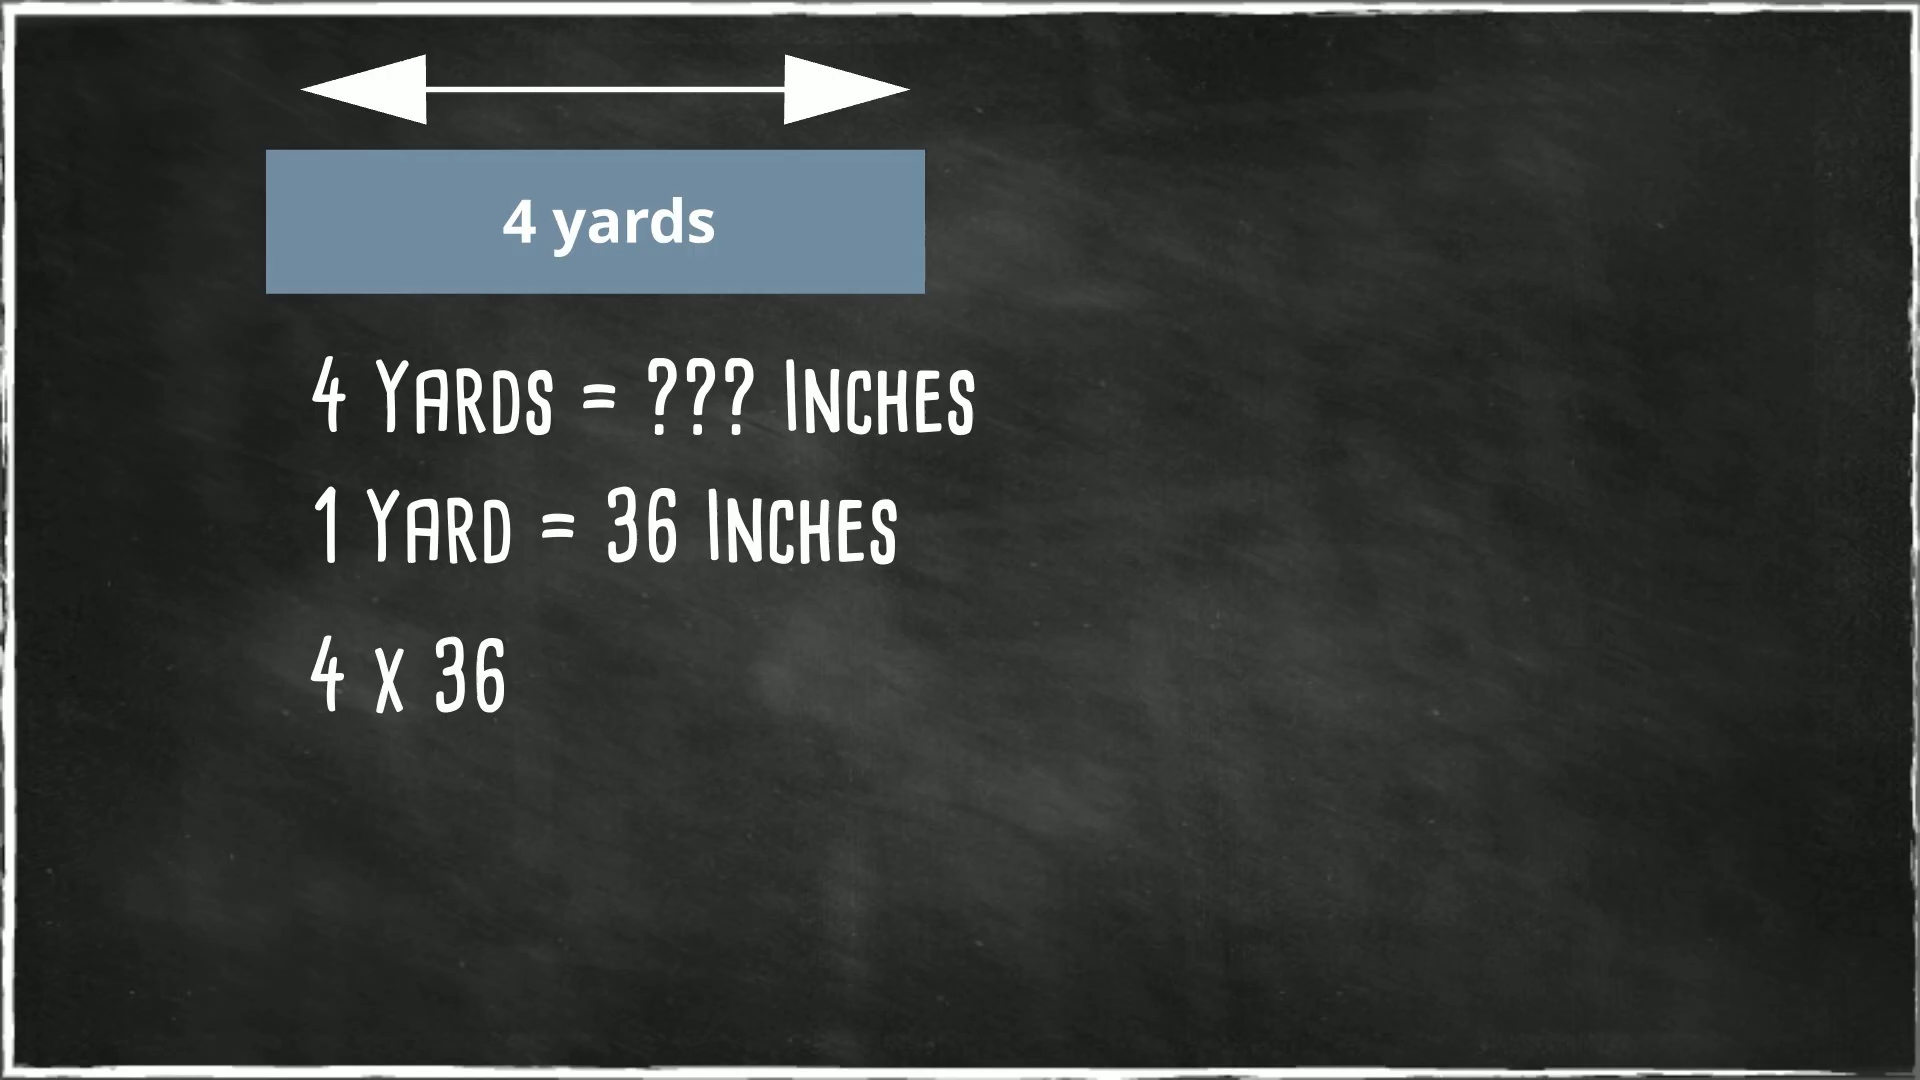 4 yards
4 Yards = ??? Inches
1 Yard = 36 Inches
4 x 36